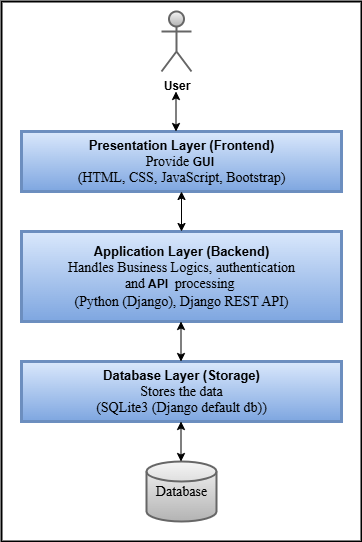 User
Presentation Layer (Frontend)
Provide GUI
(HTML, CSS, JavaScript, Bootstrap)
Application Layer (Backend)
Handles Business Logics, authentication
and API processing
(Python (Django), Django REST API)
Database Layer (Storage)
Stores the data
(SQLite3 (Django default db))
Database